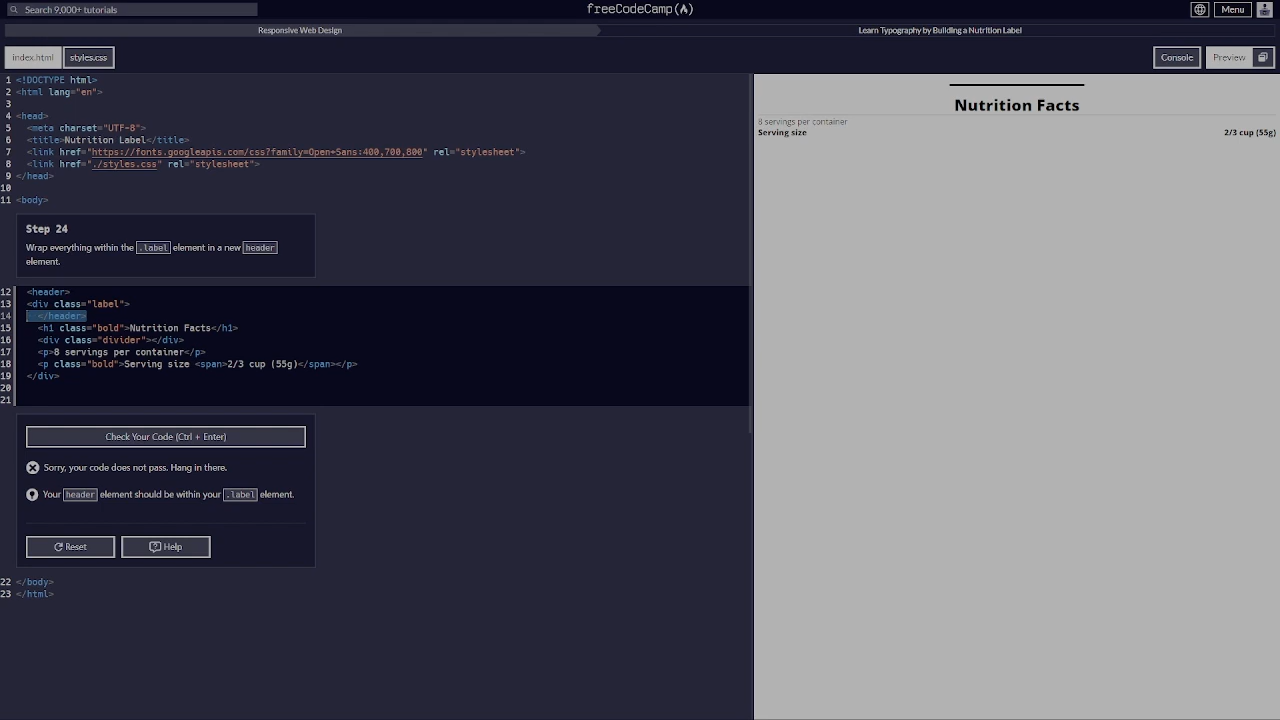 Search 9,000+ tutorials
freeCodeCamp(🔥)
Menu
Responsive Web Design
Learn Typography by Building a Nutrition Label
index.html
styles.css
Console
Preview
1 <!DOCTYPE html>
2 <html lang="en">
3
4 <head>
5 <meta charset="UTF-8">
6 <title>Nutrition Label</title>
7 <link href="https://fonts.googleapis.com/css?family=Open+Sans:400,700,800" rel="stylesheet">
8 <link href="./styles.css" rel="stylesheet">
9 </head>
10
11 <body>
Step 24
Wrap everything within the .label element in a new header
element.
12 <header>
13 <div class="label">
14 </header>
15 <h1 class="bold">Nutrition Facts</h1>
16 <div class="divider"></div>
17 <p>8 servings per container</p>
18 <p class="bold">Serving size <span>2/3 cup (55g)</span></p>
19 </div>
20
21
Check Your Code (Ctrl + Enter)
Sorry, your code does not pass. Hang in there.
Your header element should be within your .label element.
Reset
Help
22 </body>
23 </html>
Nutrition Facts
8 servings per container
Serving size 2/3 cup (55g)